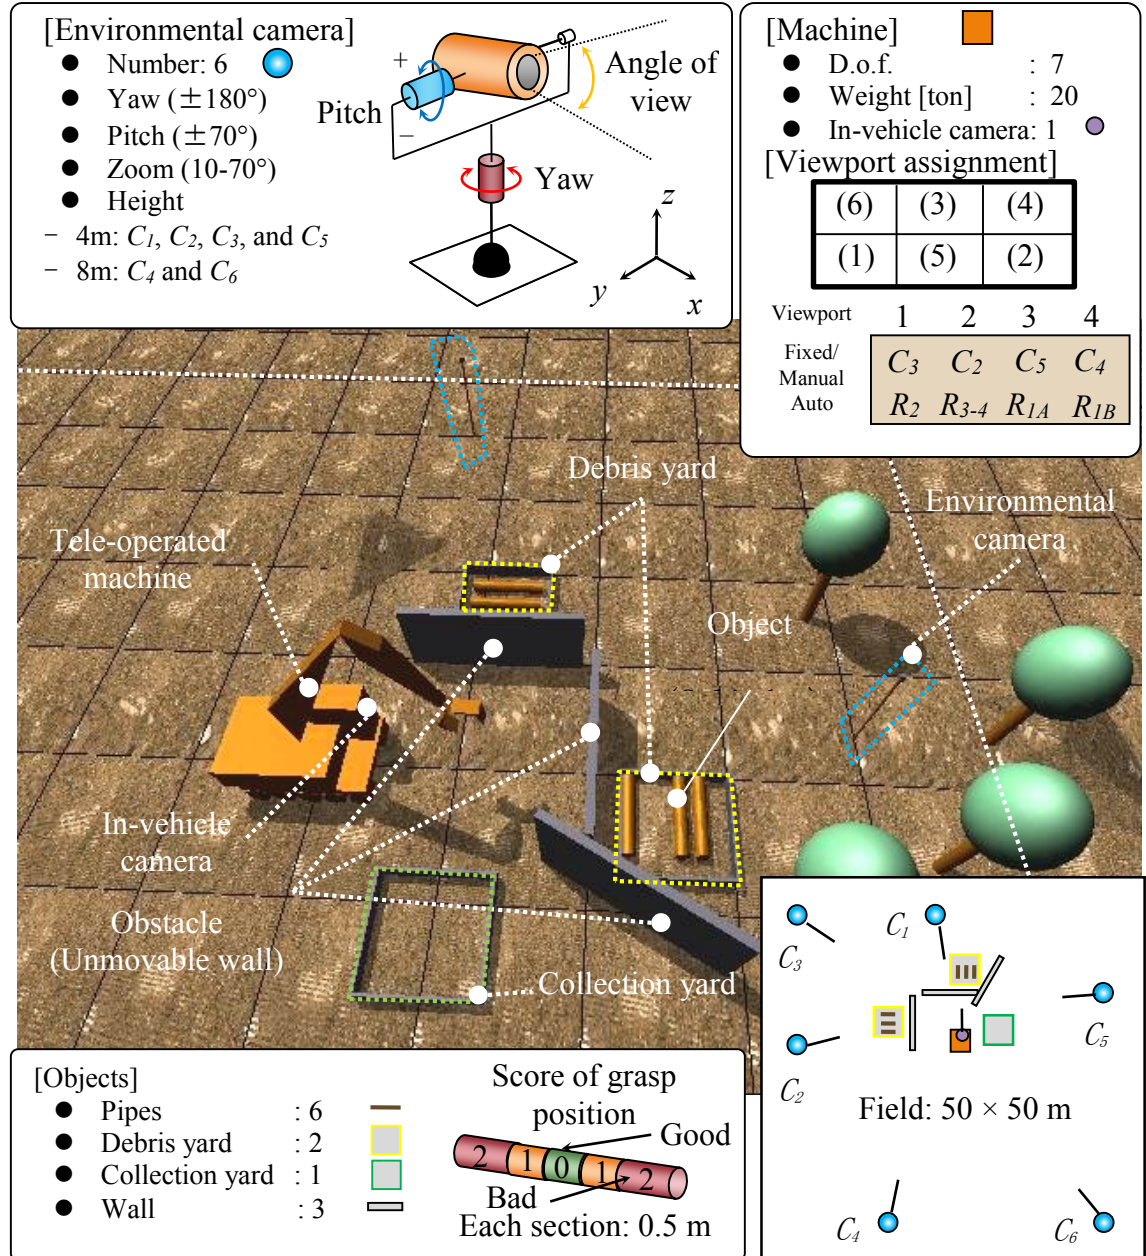 [Environmental camera]
● Number: 6
● Yaw (±180°)
● Pitch (±70°)
● Zoom (10-70°)
● Height
− 4m: C1, C2, C3, and C5
− 8m: C4 and C6
+
−
Pitch
Yaw
Angle of
view
z
y
x
[Machine]
● D.o.f. : 7
● Weight [ton] : 20
● In-vehicle camera: 1
[Viewport assignment]
(6) (3) (4)
(1) (5) (2)
Viewport 1 2 3 4
Fixed/
Manual C3 C2 C5 C4
Auto R2 R3-4 R1A R1B
Debris yard
Environmental
camera
Tele-operated
machine
Object
In-vehicle
camera
Obstacle
(Unmovable wall)
Collection yard
C3
C1
C5
C2
Field: 50 × 50 m
C4
C6
[Objects]
● Pipes : 6
● Debris yard : 2
● Collection yard : 1
● Wall : 3
Score of grasp
position
Good
2 1 0 1 2
Bad
Each section: 0.5 m